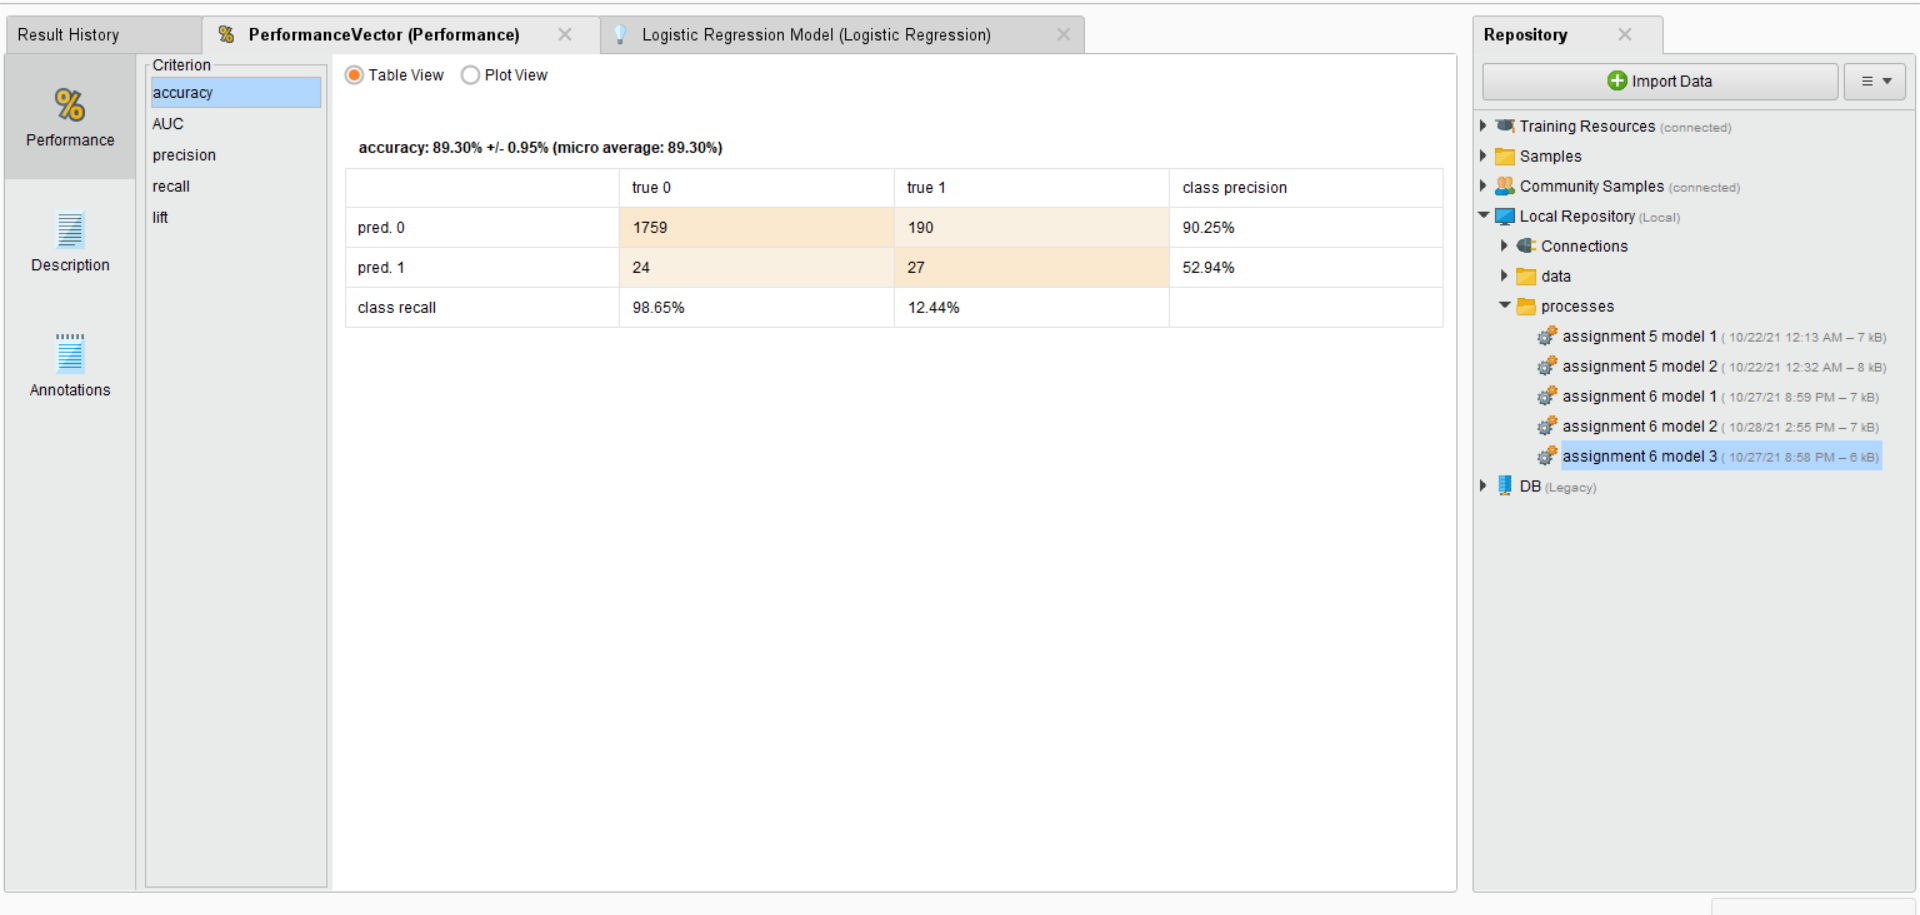 Result History
PerformanceVector (Performance)
Logistic Regression Model (Logistic Regression)
Performance
Description
Annotations
Criterion
accuracy
AUC
precision
recall
lift
Table View Plot View
accuracy: 89.30% +/- 0.95% (micro average: 89.30%)
true 0 true 1 class precision
pred. 0 1759 190 90.25%
pred. 1 24 27 52.94%
class recall 98.65% 12.44%
Repository
Import Data
Training Resources (connected)
Samples
Community Samples (connected)
Local Repository (Local)
Connections
data
processes
assignment 5 model 1 ( 10/22/21 12:13 AM – 7 kB)
assignment 5 model 2 ( 10/22/21 12:32 AM – 8 kB)
assignment 6 model 1 ( 10/27/21 8:59 PM – 7 kB)
assignment 6 model 2 ( 10/28/21 2:55 PM – 7 kB)
assignment 6 model 3 ( 10/27/21 8:58 PM – 6 kB)
DB (Legacy)